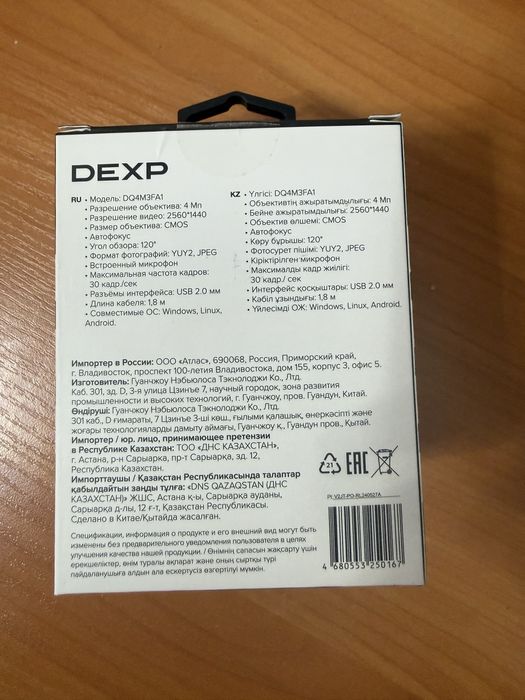 DEXP
RU • Модель: DQ4M3FA1
• Разрешение объектива: 4 Мп
• Разрешение видео: 2560*1440
• Размер объектива: CMOS
• Автофокус
• Угол обзора: 120°
• Формат фотографий: YUY2, JPEG
• Встроенный микрофон
• Максимальная частота кадров:
30 кадр/сек
• Разъёмы интерфейса: USB 2.0 мм
• Длина кабеля: 1,8 м
• Совместимые ОС: Windows, Linux,
Android.
KZ • Үлгісі: DQ4M3FA1
• Объективтің ажыратымдылығы: 4 Мп
• Бейне ажыратымдылығы: 2560*1440
• Объектив өлшемі: CMOS
• Автофокус
• Көру бұрышы: 120°
• Фотосурет пішімі: YUY2, JPEG
• Кіріктірілген микрофон
• Максималды кадр жиілігі:
30 кадр/ сек
• Интерфейс қосқыштары: USB 2.0 мм
• Кабіл ұзындығы: 1,8 м
• Үйлесімді ОЖ: Windows, Linux, Android.
Импортер в России: ООО «Атлас», 690068, Россия, Приморский край,
г. Владивосток, проспект 100-летия Владивостока, дом 155, корпус 3, офис 5.
Изготовитель: Гуанчжоу Нэбьюлоса Тэкнолоджи Ко., Лтд.
Каб. 301, зд. D, 3-я улица Цзинъе 7, научный городок, зона развития
промышленности и высоких технологий, г. Гуанчжоу, пров. Гуандун, Китай.
Өндіруші: Гуанчжоу Нэбьюлоса Тэкнолоджи Ко., Лтд.
301 каб., D ғимараты, 7 Цзинъе 3-ші көш., ғылыми қалашық, өнеркәсіпті және
жоғары технологияларды дамыту аймағы, Гуанчжоу қ., Гуандун пров., Қытай.
Импортер / юр. лицо, принимающее претензии
в Республике Казахстан: ТОО «ДНС КАЗАХСТАН»,
г. Астана, р-н Сарыарка, пр-т Сарыарка, зд. 12,
Республика Казахстан.
Импорттаушы / Қазақстан Республикасында талаптар
қабылдайтын заңды тұлға: «DNS QAZAQSTAN (ДНС
КАЗАХСТАН)» ЖШС, Астана қ-ы, Сарыарқа ауданы,
Сарыарқа д-лы, 12 ғ-т, Қазақстан Республикасы.
Сделано в Китае/Қытайда жасалған.
21 EAC
PI_V2JT-PO-RL240527A
Спецификации, информация о продукте и его внешний вид могут быть
изменены без предварительного уведомления пользователя в целях
улучшения качества нашей продукции. / Өнімнің сапасын жақсарту үшін
ерекшеліктер, өнім туралы ақпарат және оның сыртқы түрі
пайдаланушыға алдын ала ескертусіз өзгертілуі мүмкін.
4 680553 250167